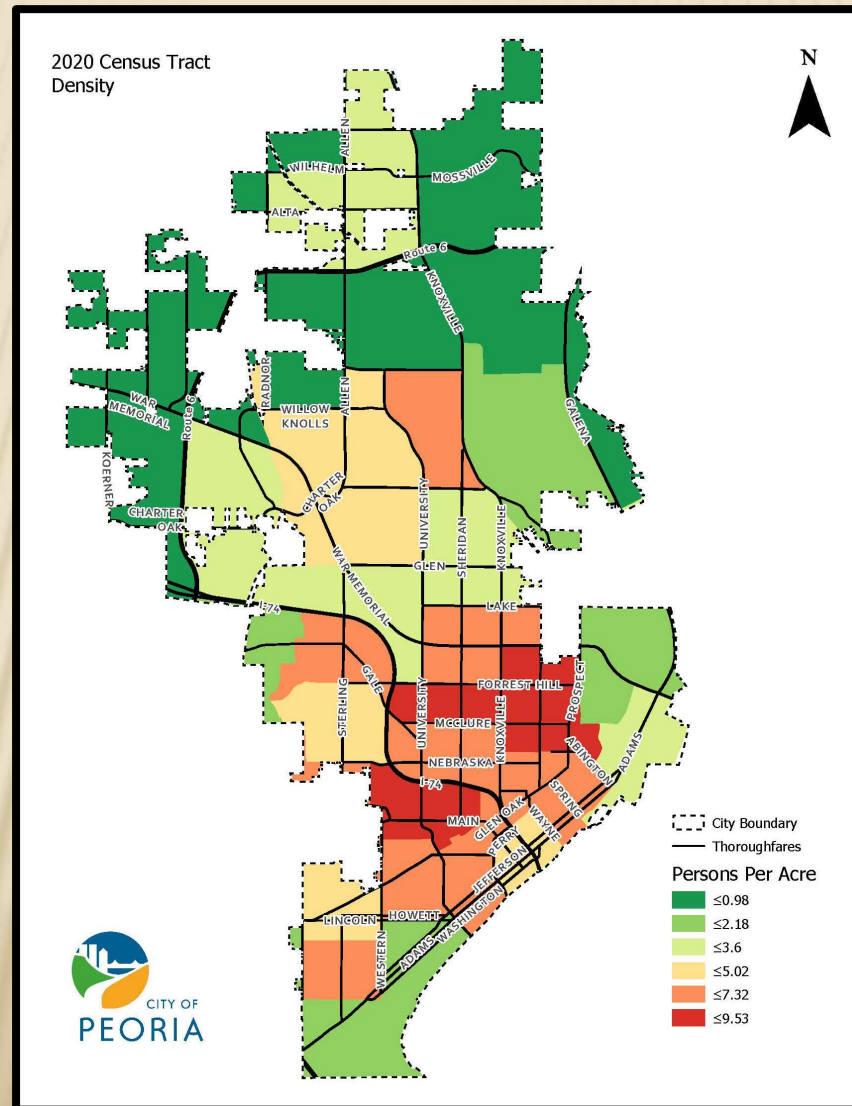 2020 Census Tract
Density
N
ALLEN
WILHELM
MOSSVILLE
ALTA
Route 6
KNOXVILLE
RADNOR
ALLEN
WILLOW
KNOLLS
WAR
MEMORIAL
Route 6
GALENA
KOERNER
CHARTER
OAK
CHARTER
OAK
UNIVERSITY
SHERIDAN
KNOXVILLE
WAR MEMORIAL
GLEN
I-74
LAKE
GALE
STERLING
UNIVERSITY
FORREST HILL
KNOXVILLE
PROSPECT
MCCLURE
NEBRASKA
ABINGTON
ADAMS
I-74
SPRING
GLEN OAK
WAYNE
MAIN
PERRY
JEFFERSON
WASHINGTON
LINCOLN
HOWETT
WESTERN
ADAMS
City Boundary
Thoroughfares
Persons Per Acre
≤0.98
≤2.18
≤3.6
≤5.02
≤7.32
≤9.53
CITY OF
PEORIA